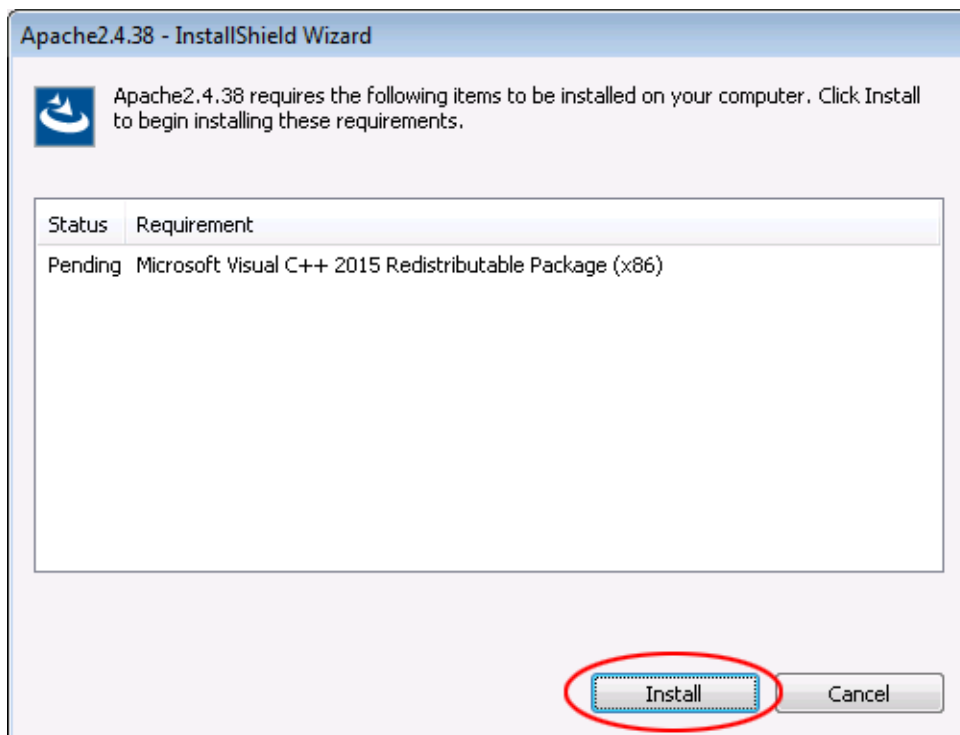 Apache2.4.38 - InstallShield Wizard
Apache2.4.38 requires the following items to be installed on your computer. Click Install
to begin installing these requirements.
Status Requirement
Pending Microsoft Visual C++ 2015 Redistributable Package (x86)
Install Cancel